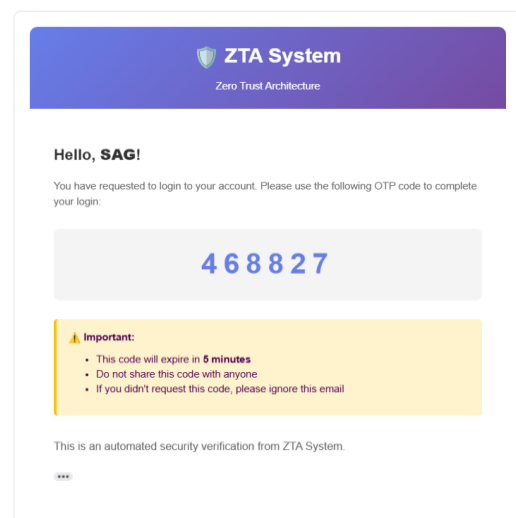 ZTA System
Zero Trust Architecture
Hello, SAG!
You have requested to login to your account. Please use the following OTP code to complete
your login:
468827
Important:
This code will expire in 5 minutes
Do not share this code with anyone
If you didn't request this code, please ignore this email
This is an automated security verification from ZTA System.